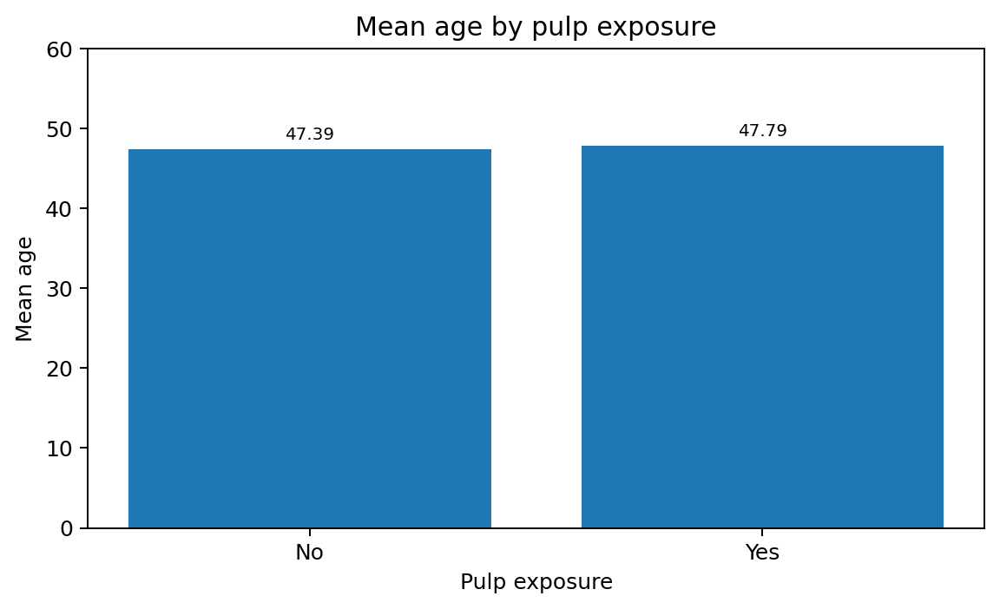 Mean age by pulp exposure
60
50
40
30
20
10
0
Mean age
47.39
47.79
No
Yes
Pulp exposure